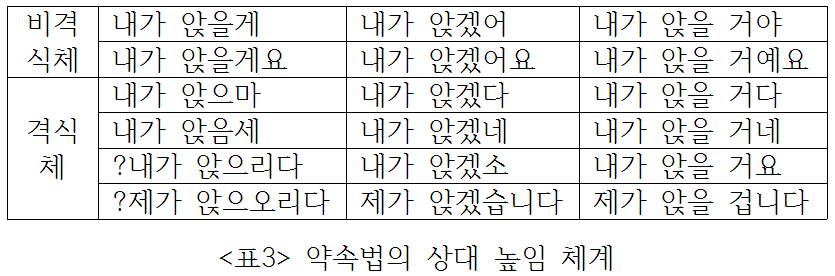 비격식체 내가 앉을게 내가 앉겠어 내가 앉을 거야
내가 앉을게요 내가 앉겠어요 내가 앉을 거예요
격식체 내가 앉으마 내가 앉겠다 내가 앉을 거다
내가 앉음세 내가 앉겠네 내가 앉을 거네
?내가 앉으리다 내가 앉겠소 내가 앉을 거요
?제가 앉으오리다 제가 앉겠습니다 제가 앉을 겁니다
<표3> 약속법의 상대 높임 체계